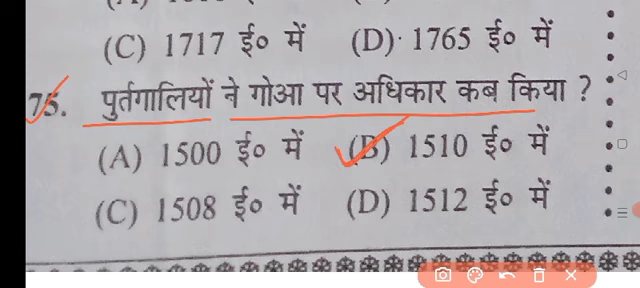 (C) 1717 ई० में (D) 1765 ई० में
75. पुर्तगालियों ने गोआ पर अधिकार कब किया ?
(A) 1500 ई० में (B) 1510 ई० में
(C) 1508 ई० में (D) 1512 ई० में